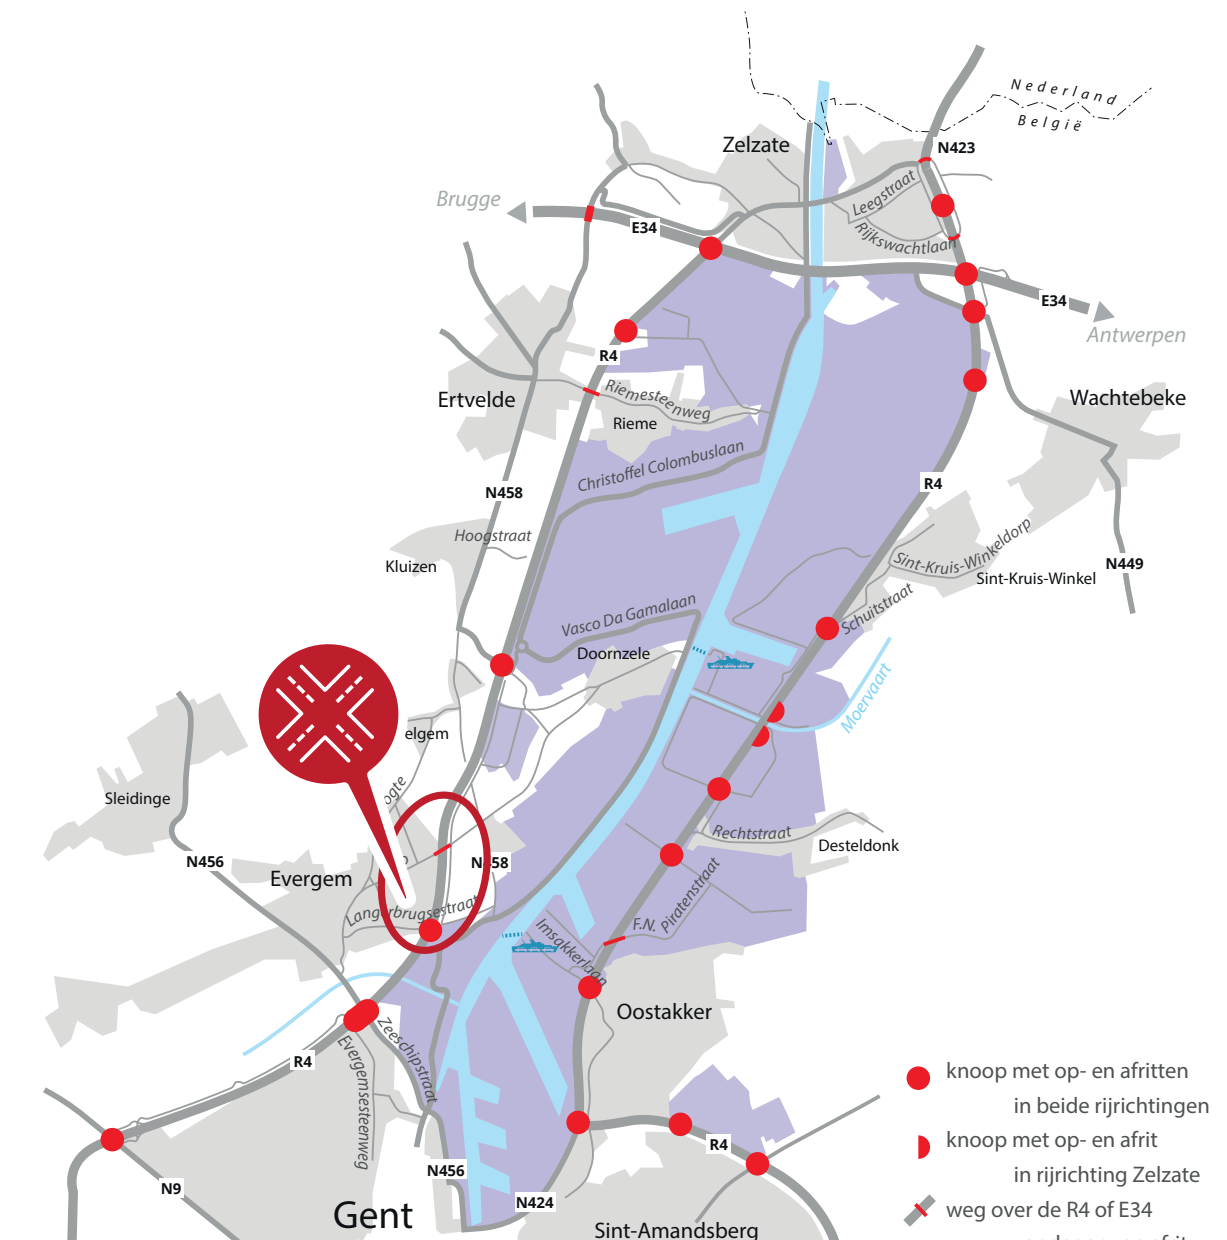 Nederland
België
Zelzate
N423
Leegstraat
Rijkswachtlaan
Brugge
E34
E34
Antwerpen
R4
Ertvelde
Riemesteenweg
Rieme
Wachtebeke
Christoffel Colombuslaan
N458
R4
Hoogstraat
Kluizen
Sint-Kruis-Winkeldorp
Sint-Kruis-Winkel
N449
Schuitstraat
Vasco Da Gamalaan
Doornzele
Moervaart
elgem
ogte
Sleidinge
Rechtstraat
Desteldonk
N456
N458
Evergem
Langerbrugsestraat
F.N. Piratenstraat
Imsakkerlaan
Oostakker
Zeeschipstraat
Evergemsesteenweg
R4
knoop met op- en afritten
in beide rijrichtingen
knoop met op- en afrit
in rijrichting Zelzate
R4
N456
N9
N424
Gent
Sint-Amandsberg
weg over de R4 of E34